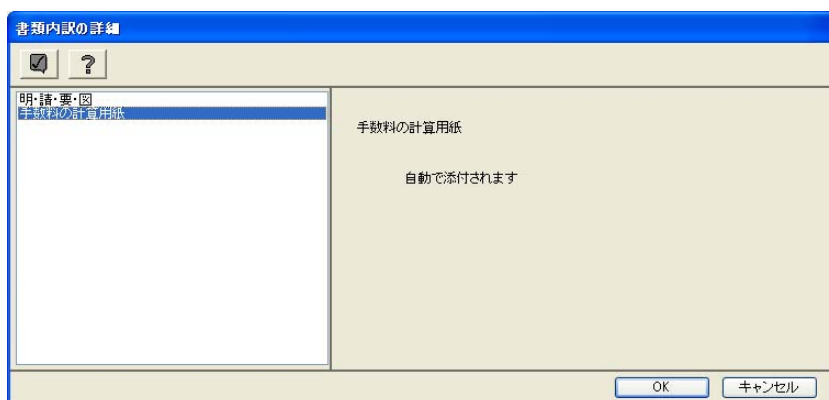 書類内訳の詳細
?
明・請・要・図
手数料の計算用紙
手数料の計算用紙
自動で添付されます
OK
キャンセル